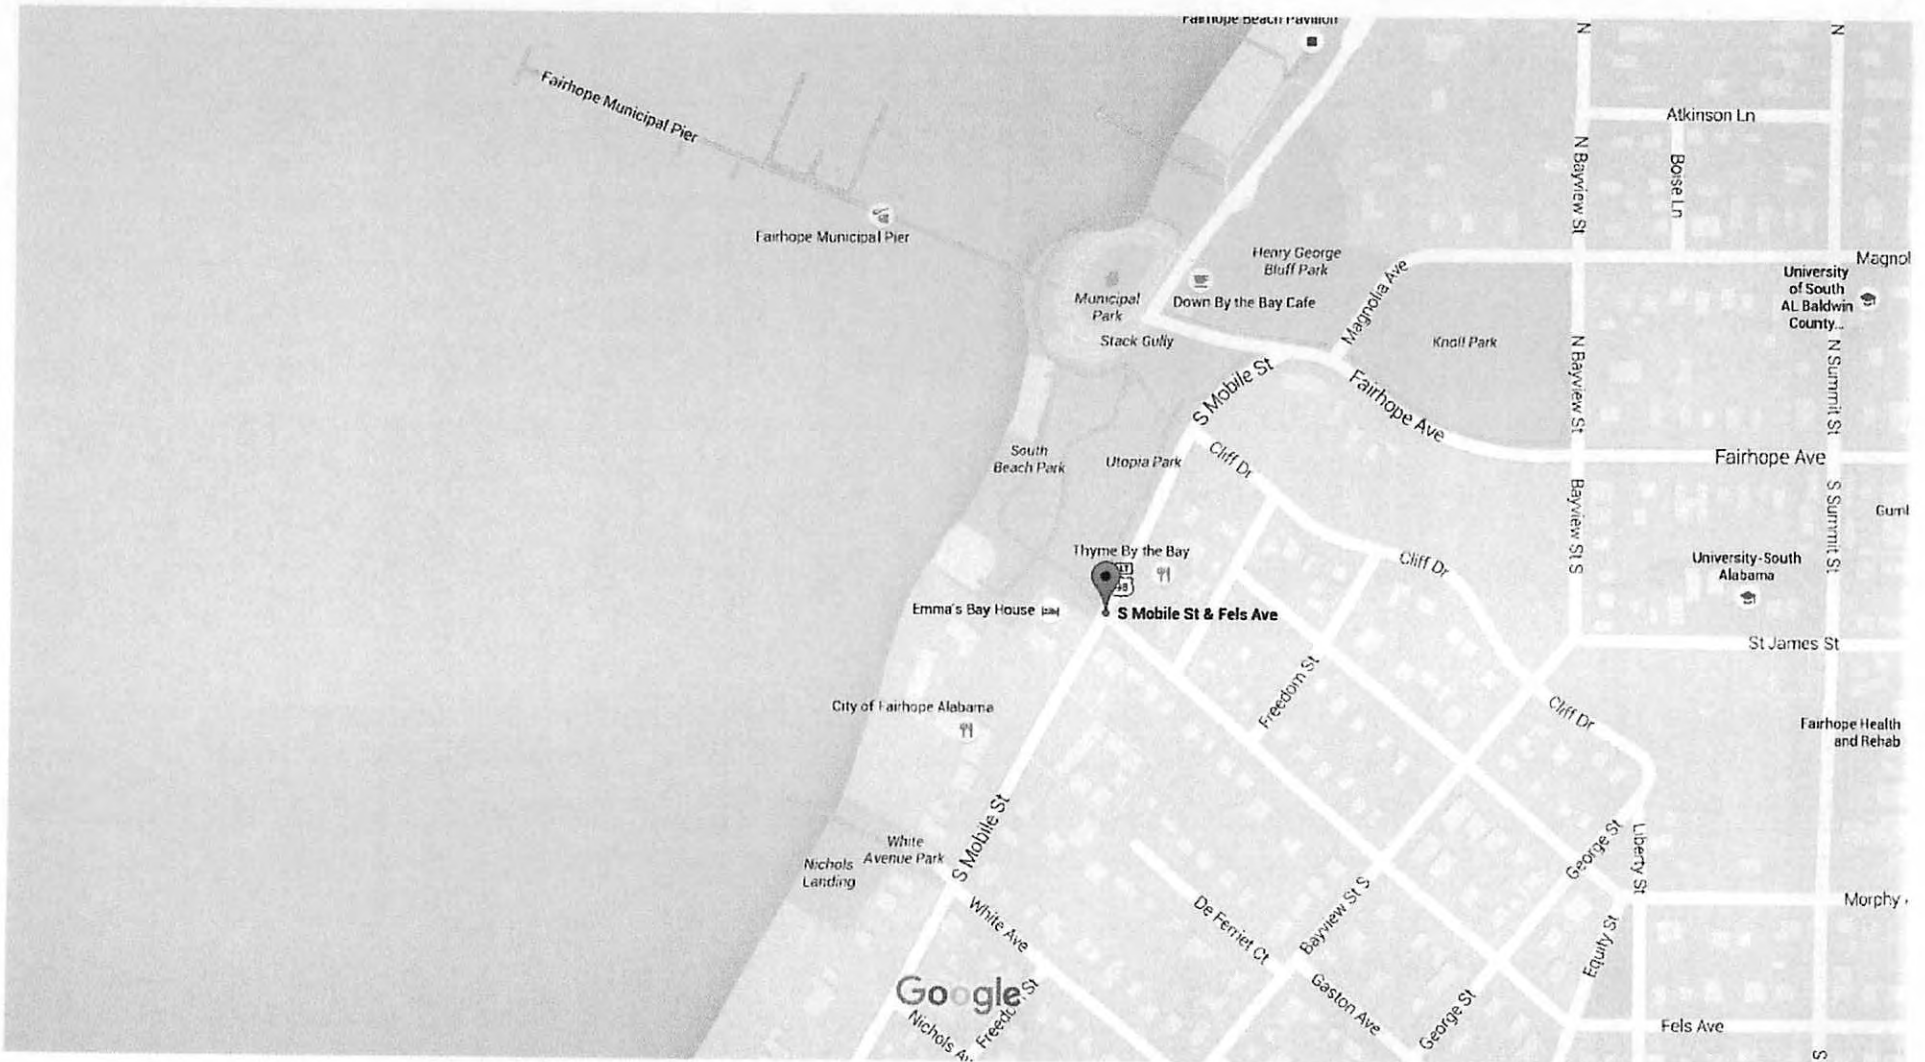 Fairhope Beach Pavilion
N
N
Fairhope Municipal Pier
Atkinson Ln
N Bayview St
Boise Ln
Fairhope Municipal Pier
Henry George
Bluff Park
Magnolia Ave
Magnol
University
of South
AL Baldwin
County...
Municipal
Park
Down By the Bay Cafe
Stack Gully
Knoll Park
N Bayview St
N Summit St
S Mobile St
Fairhope Ave
Fairhope Ave
South
Beach Park
Utopia Park
Cliff Dr
Bayview St S
S Summit St
Guml
Thyme By the Bay
Cliff Dr
University-South
Alabama
Emma's Bay House
S Mobile St & Fels Ave
St James St
Freedom St
City of Fairhope Alabama
Cliff Dr
Fairhope Health
and Rehab
S Mobile St
White
Avenue Park
Nichols
Landing
George St
Liberty St
White Ave
De Ferriet Ct
Bayview St S
Morphy
Equity St
Google
Gaston Ave
George St
Fels Ave
Nichols Av
S